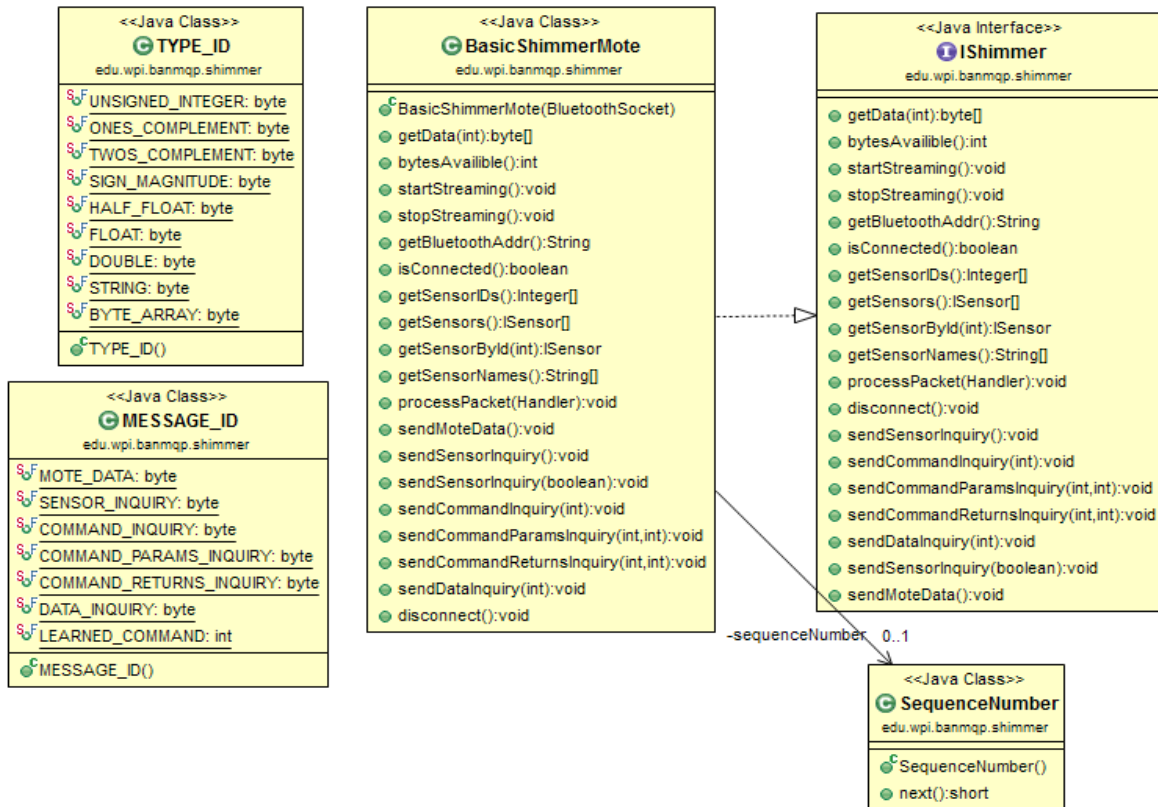 <<Java Class>>
TYPE_ID
edu.wpi.banmqp.shimmer
UNSIGNED_INTEGER: byte
ONES_COMPLEMENT: byte
TWOS_COMPLEMENT: byte
SIGN_MAGNITUDE: byte
HALF_FLOAT: byte
FLOAT: byte
DOUBLE: byte
STRING: byte
BYTE_ARRAY: byte
TYPE_ID()
<<Java Class>>
MESSAGE_ID
edu.wpi.banmqp.shimmer
MOTE_DATA: byte
SENSOR_INQUIRY: byte
COMMAND_INQUIRY: byte
COMMAND_PARAMS_INQUIRY: byte
COMMAND_RETURNS_INQUIRY: byte
DATA_INQUIRY: byte
LEARNED_COMMAND: int
MESSAGE_ID()
<<Java Class>>
BasicShimmerMote
edu.wpi.banmqp.shimmer
BasicShimmerMote(BluetoothSocket)
getData(int):byte[]
bytesAvailible():int
startStreaming():void
stopStreaming():void
getBluetoothAddr():String
isConnected():boolean
getSensorIDs():Integer[]
getSensors():ISensor[]
getSensorById(int):ISensor
getSensorNames():String[]
processPacket(Handler):void
sendMoteData():void
sendSensorInquiry():void
sendSensorInquiry(boolean):void
sendCommandInquiry(int):void
sendCommandParamsInquiry(int,int):void
sendCommandReturnsInquiry(int,int):void
sendDataInquiry(int):void
disconnect():void
<<Java Interface>>
IShimmer
edu.wpi.banmqp.shimmer
getData(int):byte[]
bytesAvailible():int
startStreaming():void
stopStreaming():void
getBluetoothAddr():String
isConnected():boolean
getSensorIDs():Integer[]
getSensors():ISensor[]
getSensorById(int):ISensor
getSensorNames():String[]
processPacket(Handler):void
disconnect():void
sendSensorInquiry():void
sendCommandInquiry(int):void
sendCommandParamsInquiry(int,int):void
sendCommandReturnsInquiry(int,int):void
sendDataInquiry(int):void
sendSensorInquiry(boolean):void
sendMoteData():void
-sequenceNumber 0..1
<<Java Class>>
SequenceNumber
edu.wpi.banmqp.shimmer
SequenceNumber()
next():short